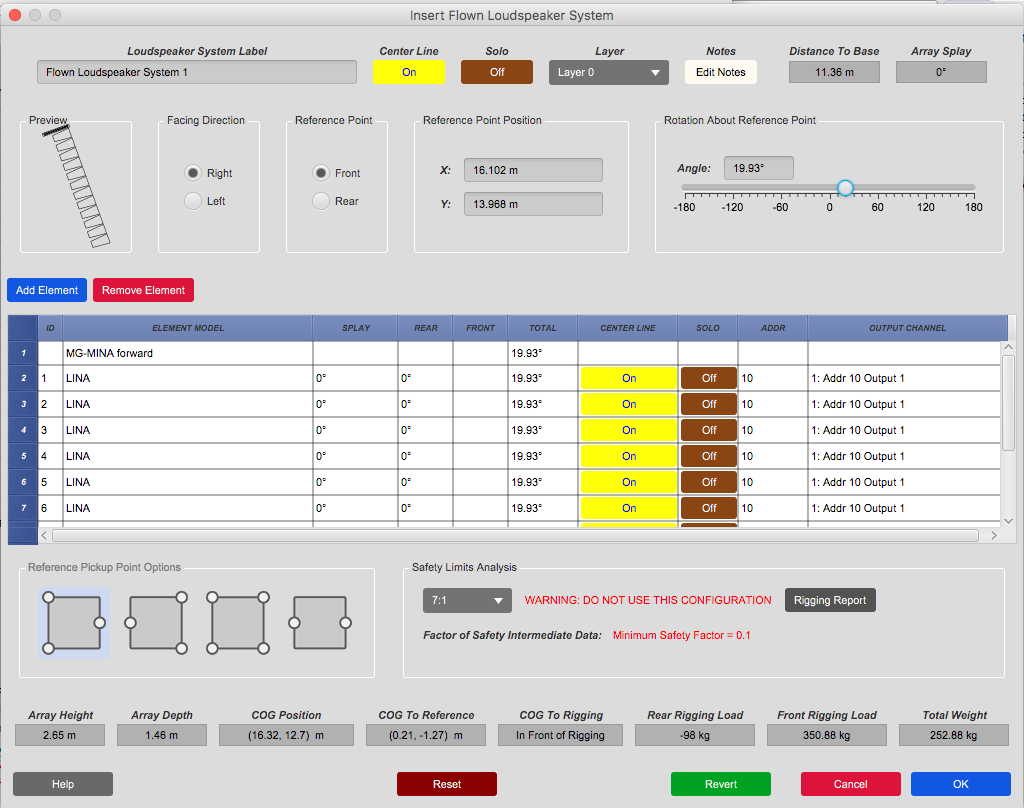 Insert Flown Loudspeaker System
Loudspeaker System Label Center Line Solo Layer Notes Distance To Base Array Splay
Flown Loudspeaker System 1 On Off Layer 0 Edit Notes 11.36 m 0°
Preview Facing Direction Reference Point Reference Point Position Rotation About Reference Point
Right Front X: 16.102 m Angle: 19.93°
Left Rear Y: 13.968 m
-180 -120 -60 0 60 120 180
Add Element Remove Element
ID ELEMENT MODEL SPLAY REAR FRONT TOTAL CENTER LINE SOLO ADDR OUTPUT CHANNEL
1 MG-MINA forward 19.93°
2 1 LINA 0° 0° 19.93° On Off 10 1: Addr 10 Output 1
3 2 LINA 0° 0° 19.93° On Off 10 1: Addr 10 Output 1
4 3 LINA 0° 0° 19.93° On Off 10 1: Addr 10 Output 1
5 4 LINA 0° 0° 19.93° On Off 10 1: Addr 10 Output 1
6 5 LINA 0° 0° 19.93° On Off 10 1: Addr 10 Output 1
7 6 LINA 0° 0° 19.93° On Off 10 1: Addr 10 Output 1
Reference Pickup Point Options Safety Limits Analysis
7:1 WARNING: DO NOT USE THIS CONFIGURATION Rigging Report
Factor of Safety Intermediate Data: Minimum Safety Factor = 0.1
Array Height Array Depth COG Position COG To Reference COG To Rigging Rear Rigging Load Front Rigging Load Total Weight
2.65 m 1.46 m (16.32, 12.7) m (0.21, -1.27) m In Front of Rigging -98 kg 350.88 kg 252.88 kg
Help Reset Revert Cancel OK